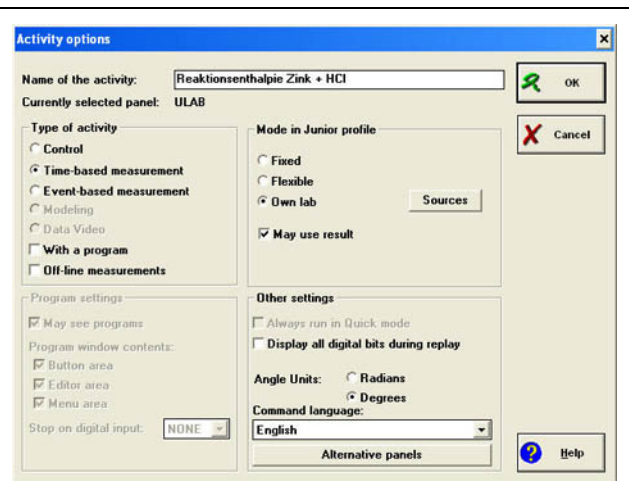 Activity options
Name of the activity: Reaktionsenthalpie Zink + HCl
Currently selected panel: ULAB
Type of activity
Control
Time-based measurement
Event-based measurement
Modeling
Data Video
With a program
Off-line measurements
Mode in Junior profile
Fixed
Flexible
Own lab
Sources
May use result
OK
Cancel
Program settings
May see programs
Program window contents:
Button area
Editor area
Menu area
Stop on digital input: NONE
Other settings
Always run in Quick mode
Display all digital bits during replay
Angle Units: Radians
Degrees
Command language:
English
Alternative panels
Help